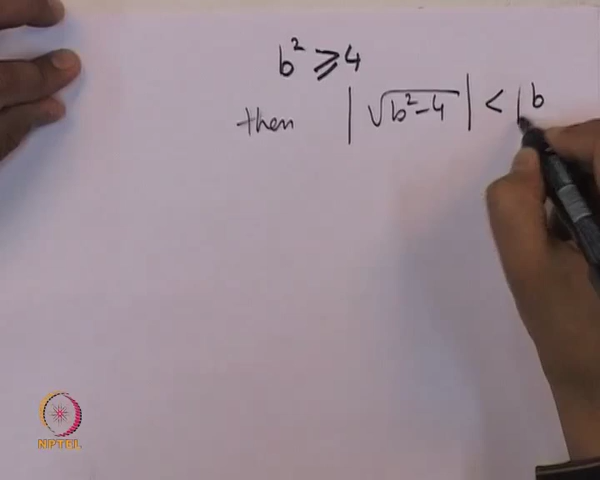 b² ⩾ 4
then |√(b²-4)| < |b
NPTEL